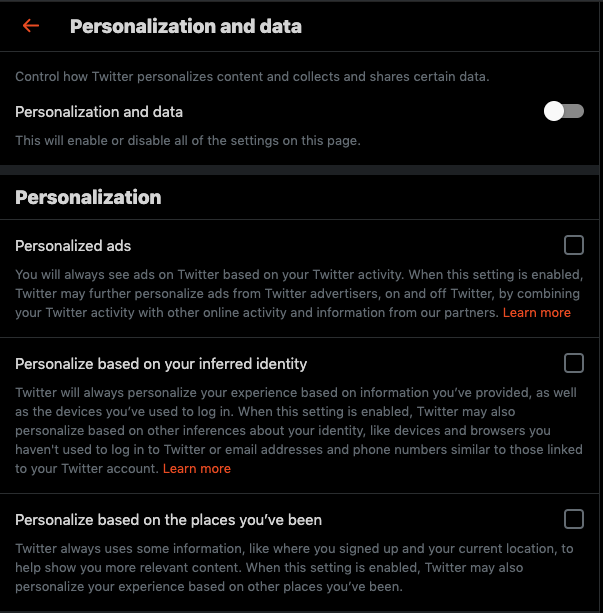 Personalization and data
Control how Twitter personalizes content and collects and shares certain data.
Personalization and data
This will enable or disable all of the settings on this page.
Personalization
Personalized ads
You will always see ads on Twitter based on your Twitter activity. When this setting is enabled,
Twitter may further personalize ads from Twitter advertisers, on and off Twitter, by combining
your Twitter activity with other online activity and information from our partners. Learn more
Personalize based on your inferred identity
Twitter will always personalize your experience based on information you’ve provided, as well
as the devices you’ve used to log in. When this setting is enabled, Twitter may also
personalize based on other inferences about your identity, like devices and browsers you
haven't used to log in to Twitter or email addresses and phone numbers similar to those linked
to your Twitter account. Learn more
Personalize based on the places you’ve been
Twitter always uses some information, like where you signed up and your current location, to
help show you more relevant content. When this setting is enabled, Twitter may also
personalize your experience based on other places you’ve been.